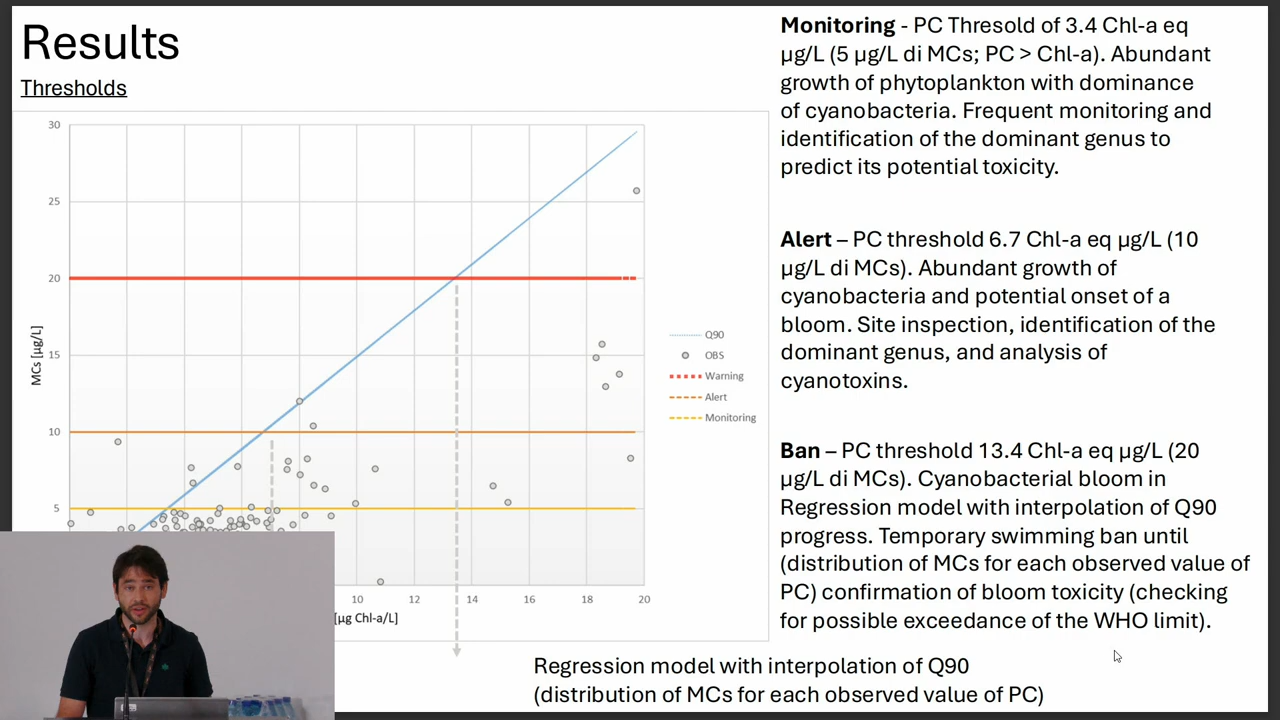 Results
Thresholds
30
25
20
15
10
5
MCs [µg/L]
10
12
14
16
18
20
[µg Chl-a/L]
Q90
OBS
Warning
Alert
Monitoring
Monitoring - PC Thresold of 3.4 Chl-a eq
µg/L (5 µg/L di MCs; PC > Chl-a). Abundant
growth of phytoplankton with dominance
of cyanobacteria. Frequent monitoring and
identification of the dominant genus to
predict its potential toxicity.
Alert – PC threshold 6.7 Chl-a eq µg/L (10
µg/L di MCs). Abundant growth of
cyanobacteria and potential onset of a
bloom. Site inspection, identification of the
dominant genus, and analysis of
cyanotoxins.
Ban – PC threshold 13.4 Chl-a eq µg/L (20
µg/L di MCs). Cyanobacterial bloom in
Regression model with interpolation of Q90
progress. Temporary swimming ban until
(distribution of MCs for each observed value of
PC) confirmation of bloom toxicity (checking
for possible exceedance of the WHO limit).
Regression model with interpolation of Q90
(distribution of MCs for each observed value of PC)